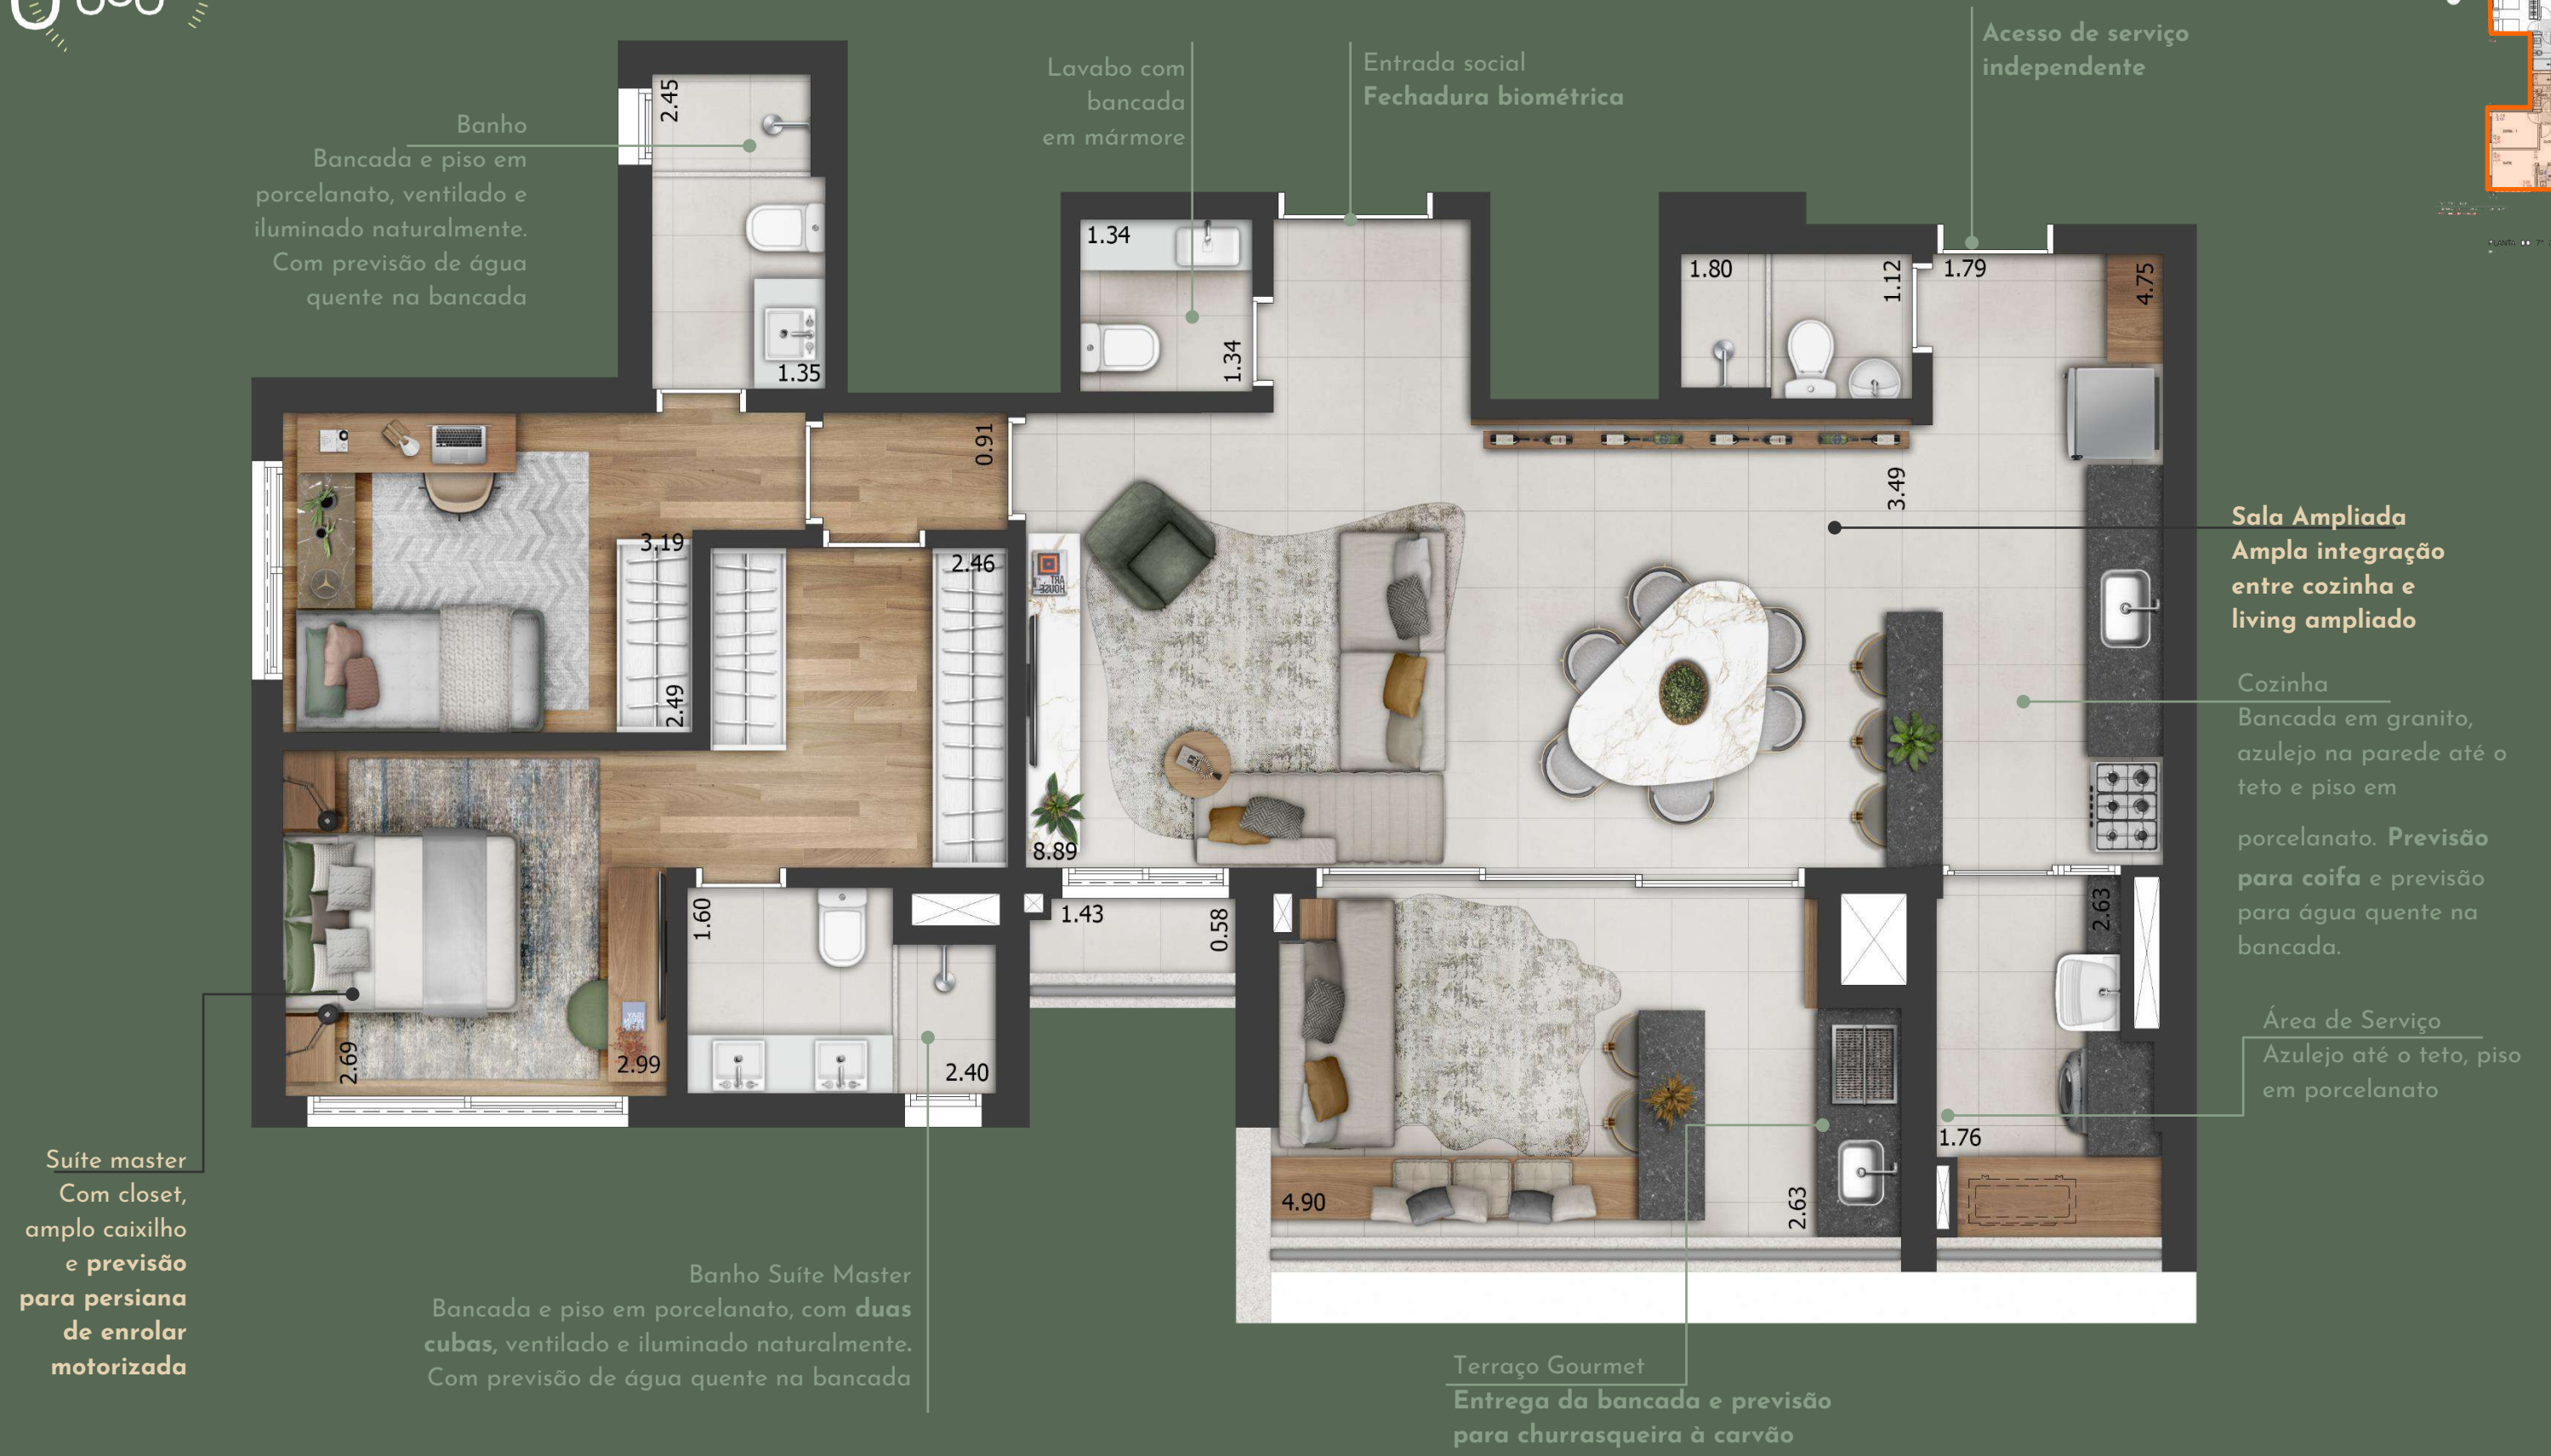 Banho
Bancada e piso em
porcelanato, ventilado e
iluminado naturalmente.
Com previsão de água
quente na bancada
Lavabo com
bancada
em mármore
Entrada social
Fechadura biométrica
Acesso de serviço
independente
2.45
1.35
1.34
1.34
1.80
1.12
1.79
4.75
0.91
3.19
2.49
2.46
3.49
ART
HOUSE
8.89
Sala Ampliada
Ampla integração
entre cozinha e
living ampliado
Cozinha
Bancada em granito,
azulejo na parede até o
teto e piso em
porcelanato. Previsão
para coifa e previsão
para água quente na
bancada.
1.60
1.43
0.58
2.63
2.69
2.99
2.40
1.76
4.90
2.63
Área de Serviço
Azulejo até o teto, piso
em porcelanato
Suíte master
Com closet,
amplo caixilho
e previsão
para persiana
de enrolar
motorizada
Banho Suíte Master
Bancada e piso em porcelanato, com duas
cubas, ventilado e iluminado naturalmente.
Com previsão de água quente na bancada
Terraço Gourmet
Entrega da bancada e previsão
para churrasqueira à carvão